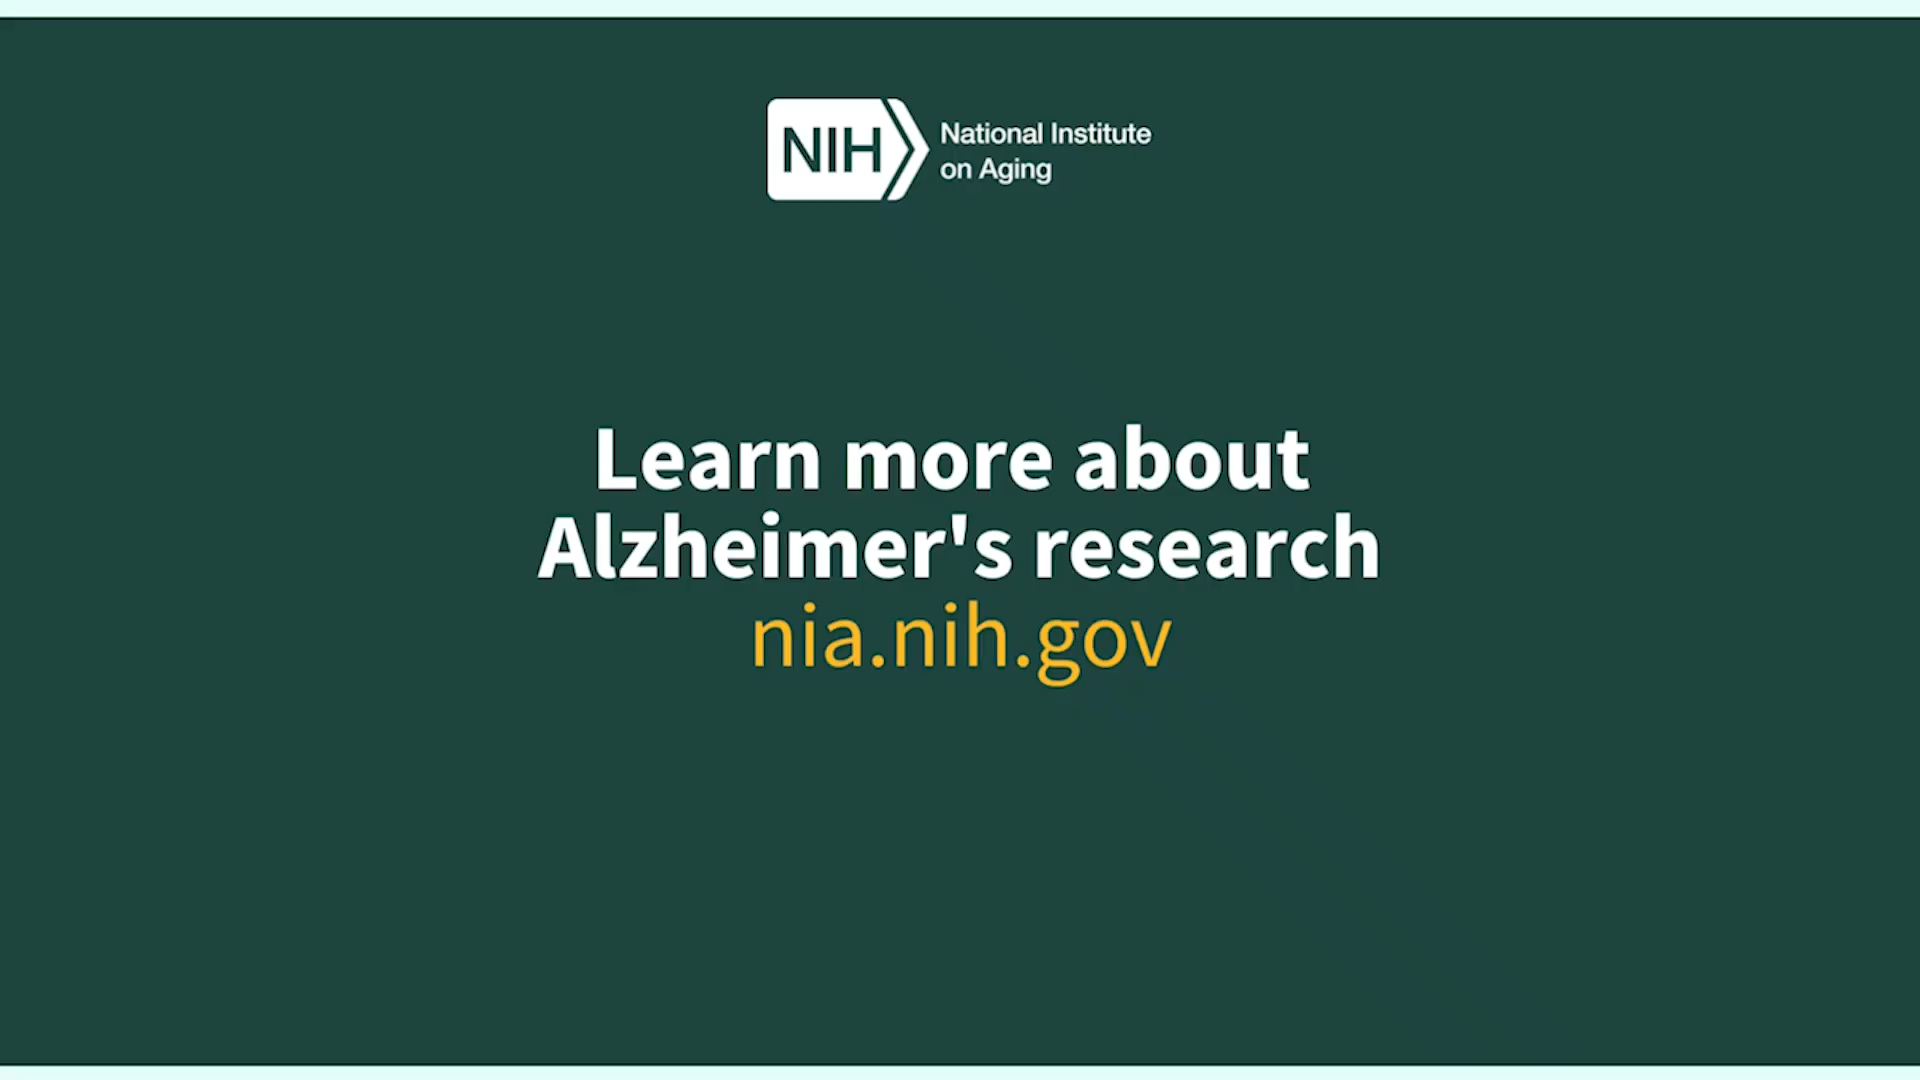 NIH
National Institute
on Aging
Learn more about
Alzheimer's research
nia.nih.gov